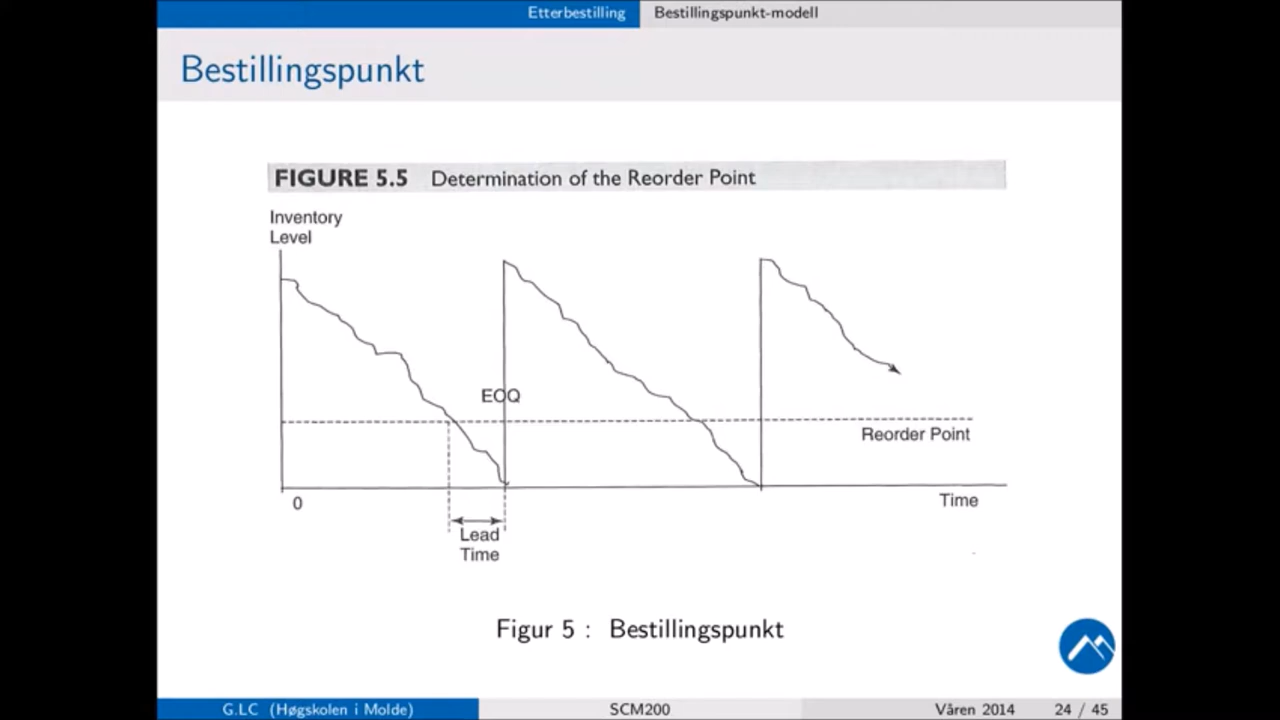 Etterbestilling Bestillingspunkt-modell
Bestillingspunkt
FIGURE 5.5 Determination of the Reorder Point
Inventory
Level
EOQ
Reorder Point
0
Time
Lead
Time
Figur 5 : Bestillingspunkt
G.LC (Høgskolen i Molde) SCM200 Våren 2014 24 / 45